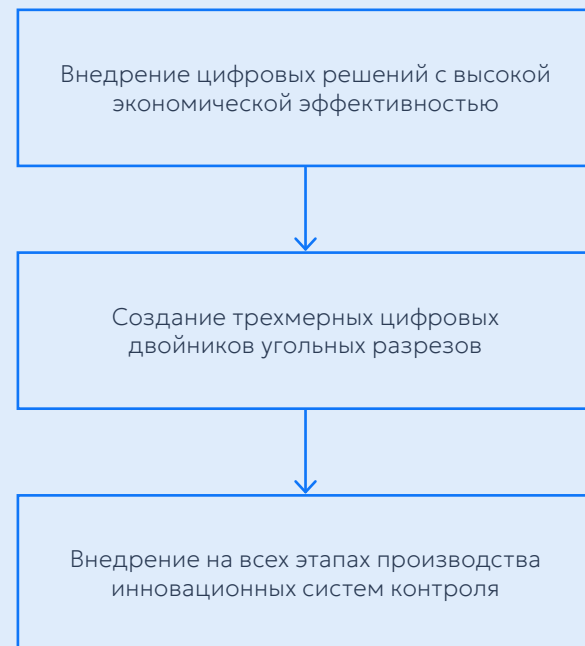 Внедрение цифровых решений с высокой
экономической эффективностью
Создание трехмерных цифровых
двойников угольных разрезов
Внедрение на всех этапах производства
инновационных систем контроля